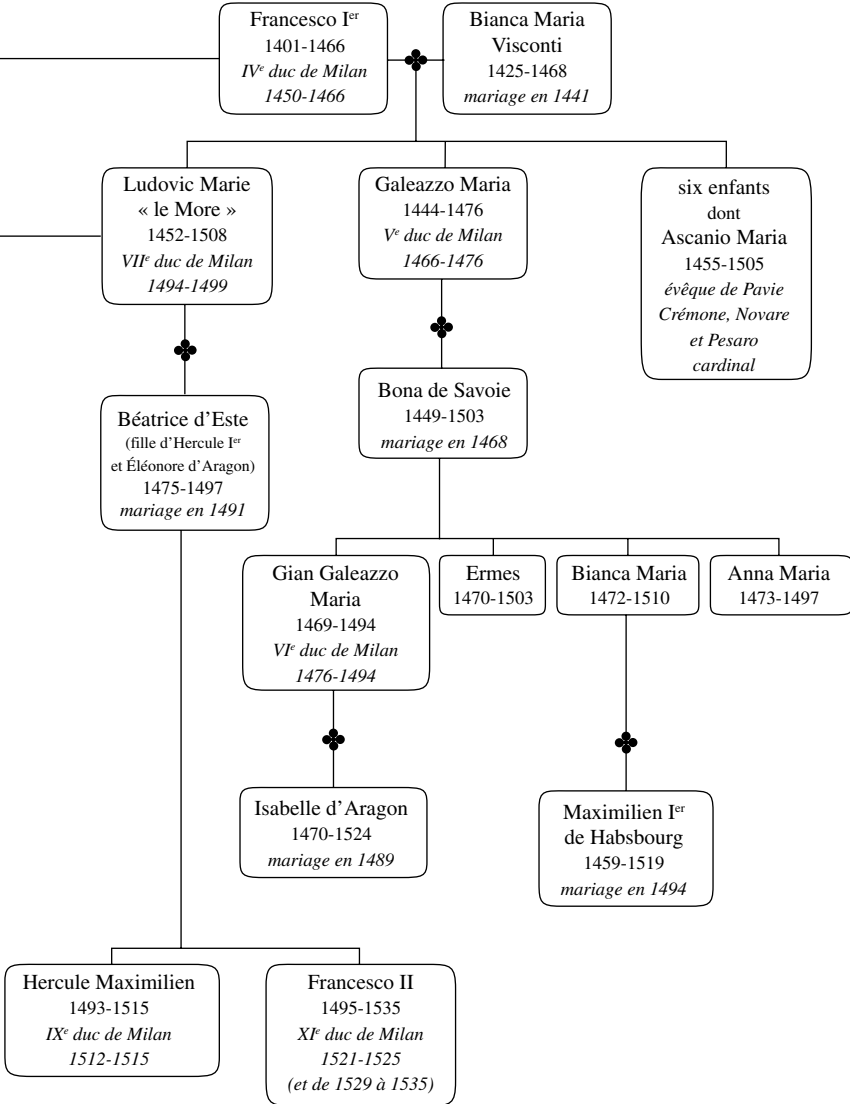 Francesco Ier
1401-1466
IVe duc de Milan
1450-1466
Bianca Maria
Visconti
1425-1468
mariage en 1441
Ludovic Marie
« le More »
1452-1508
VIIe duc de Milan
1494-1499
Galeazzo Maria
1444-1476
Ve duc de Milan
1466-1476
six enfants
dont
Ascanio Maria
1455-1505
évêque de Pavie
Crémone, Novare
et Pesaro
cardinal
Béatrice d’Este
(fille d’Hercule Ier
et Éléonore d’Aragon)
1475-1497
mariage en 1491
Bona de Savoie
1449-1503
mariage en 1468
Gian Galeazzo
Maria
1469-1494
VIe duc de Milan
1476-1494
Ermes
1470-1503
Bianca Maria
1472-1510
Anna Maria
1473-1497
Isabelle d’Aragon
1470-1524
mariage en 1489
Maximilien Ier
de Habsbourg
1459-1519
mariage en 1494
Hercule Maximilien
1493-1515
IXe duc de Milan
1512-1515
Francesco II
1495-1535
XIe duc de Milan
1521-1525
(et de 1529 à 1535)